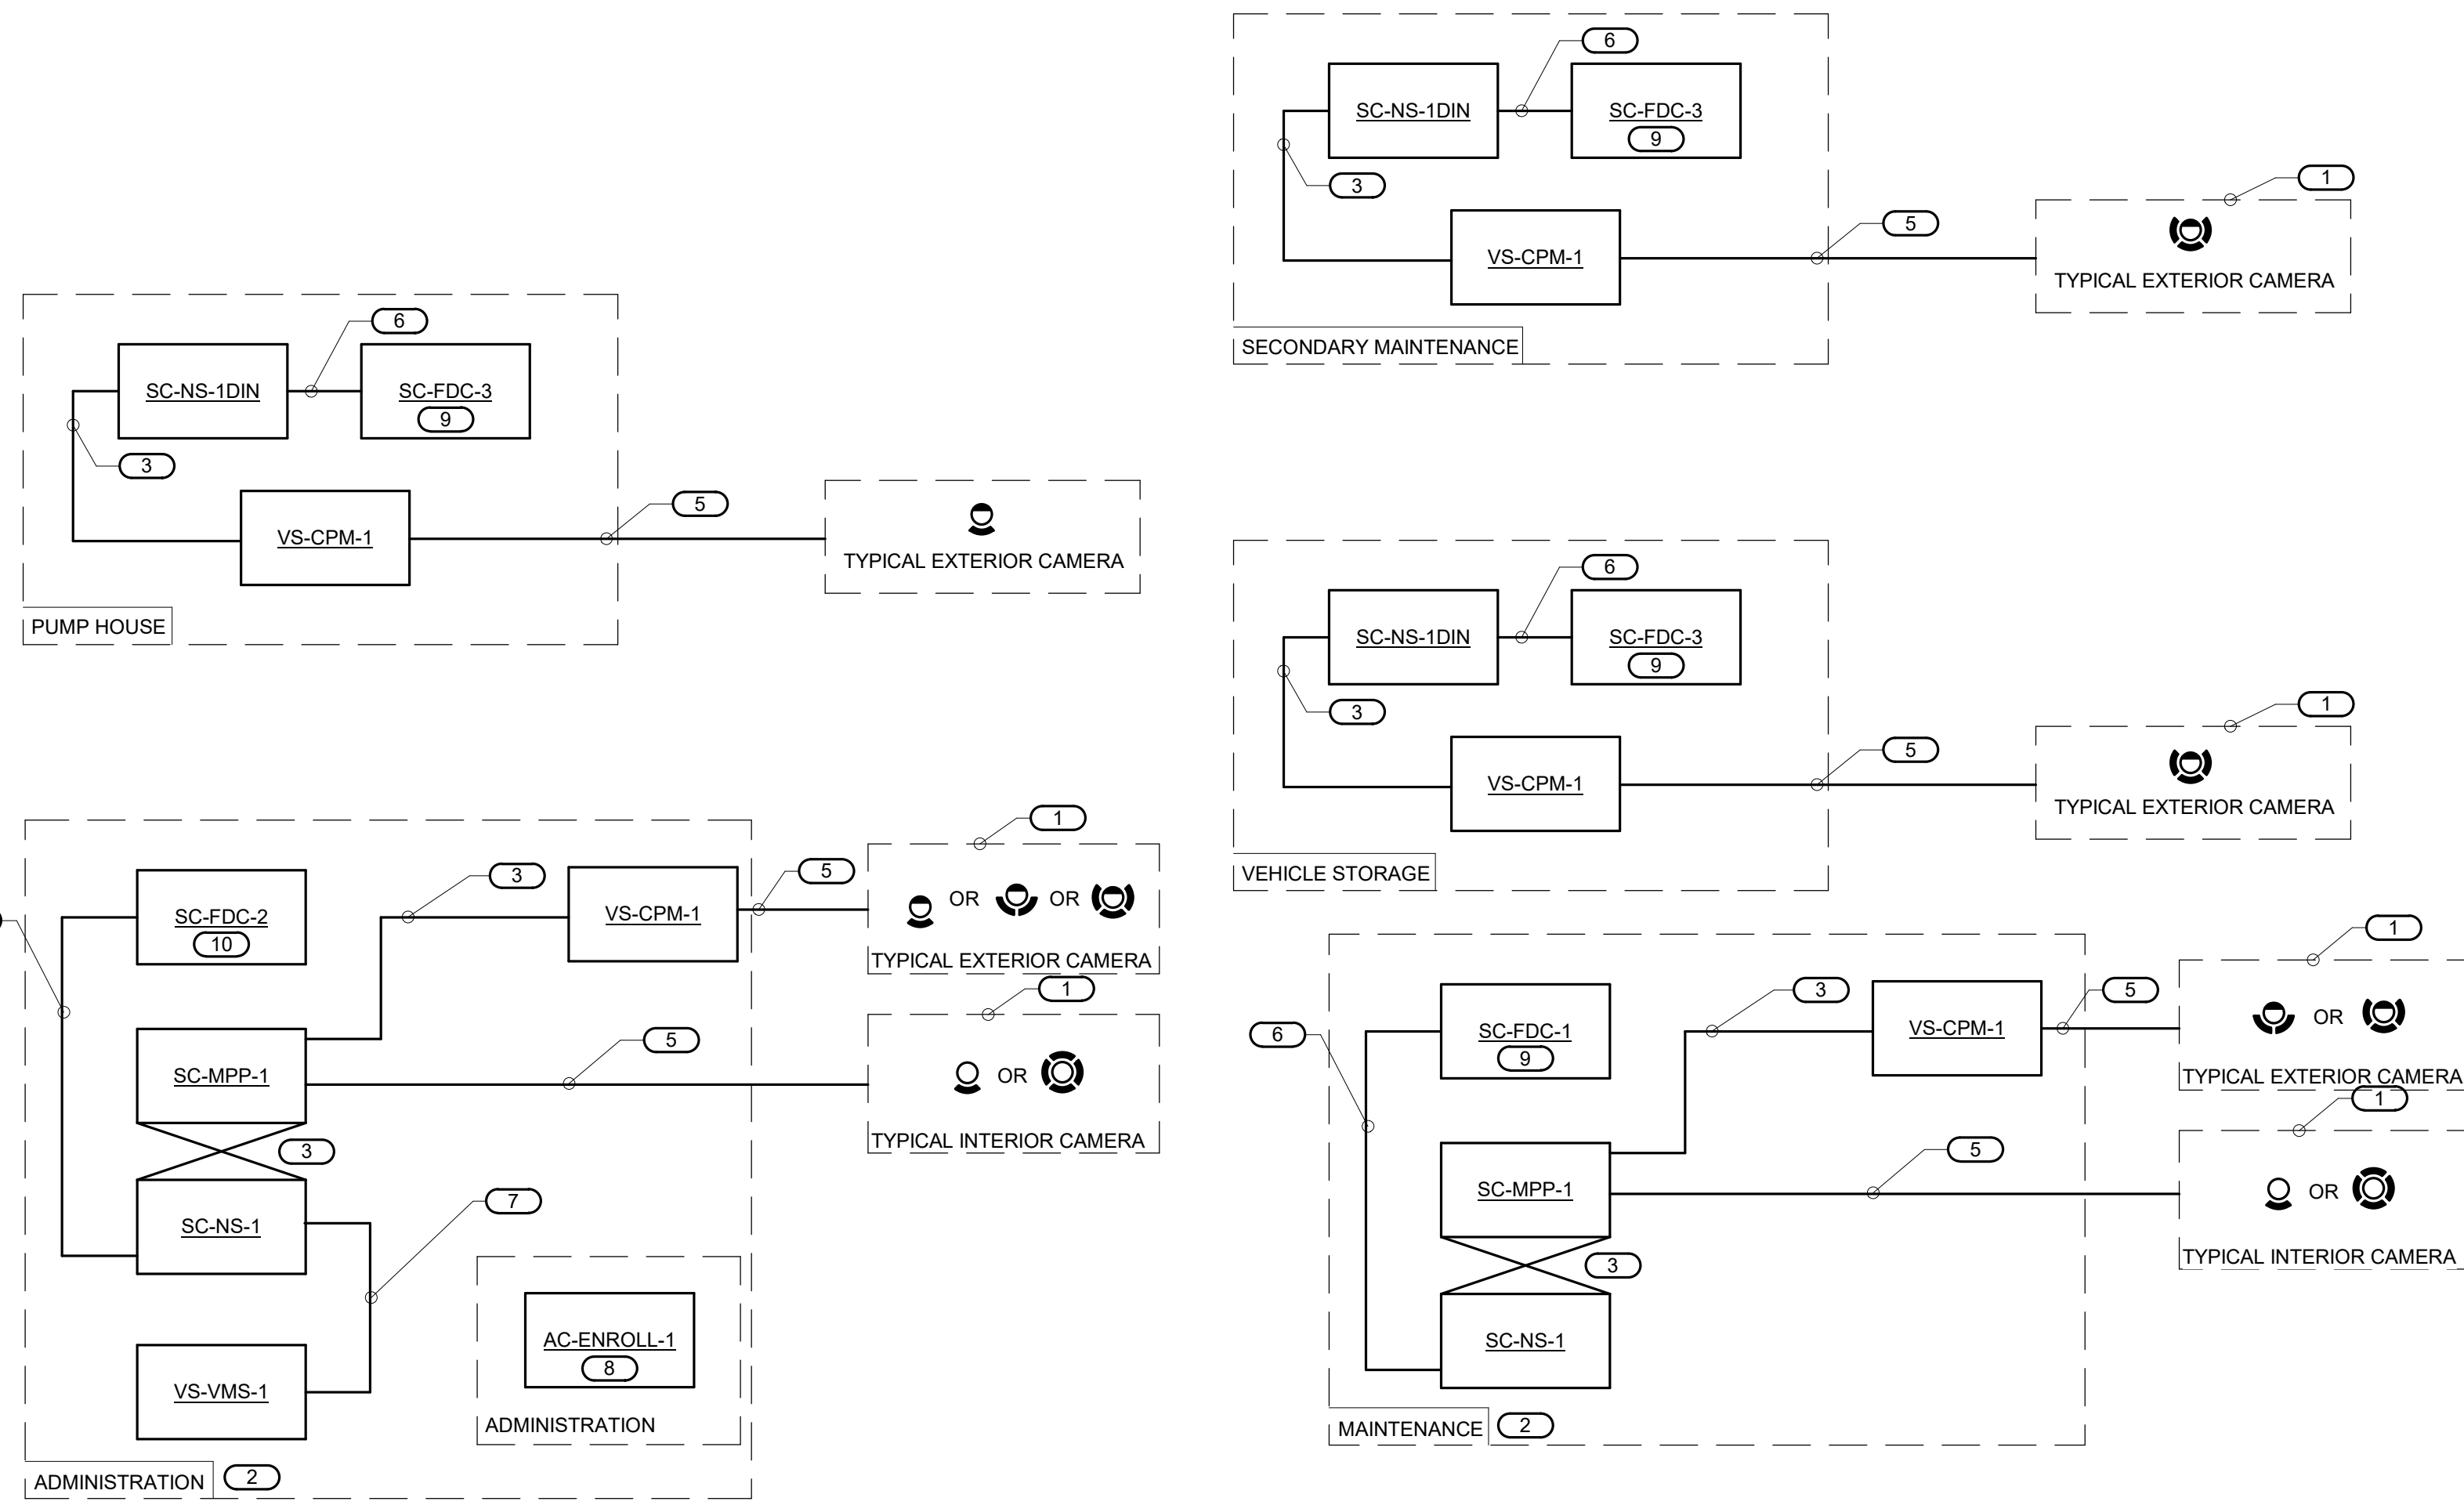 6
SC-NS-1DIN
SC-FDC-3
9
3
VS-CPM-1
5
1
TYPICAL EXTERIOR CAMERA
SECONDARY MAINTENANCE
6
SC-NS-1DIN
SC-FDC-3
9
3
VS-CPM-1
5
TYPICAL EXTERIOR CAMERA
PUMP HOUSE
6
SC-NS-1DIN
SC-FDC-3
9
3
VS-CPM-1
5
1
TYPICAL EXTERIOR CAMERA
VEHICLE STORAGE
SC-FDC-2
10
3
VS-CPM-1
5
1
OR OR
TYPICAL EXTERIOR CAMERA
1
SC-MPP-1
5
OR
TYPICAL INTERIOR CAMERA
3
SC-NS-1
7
VS-VMS-1
AC-ENROLL-1
8
ADMINISTRATION
ADMINISTRATION 2
6
SC-FDC-1
9
3
VS-CPM-1
5
1
OR
TYPICAL EXTERIOR CAMERA
1
SC-MPP-1
5
OR
TYPICAL INTERIOR CAMERA
3
SC-NS-1
MAINTENANCE 2